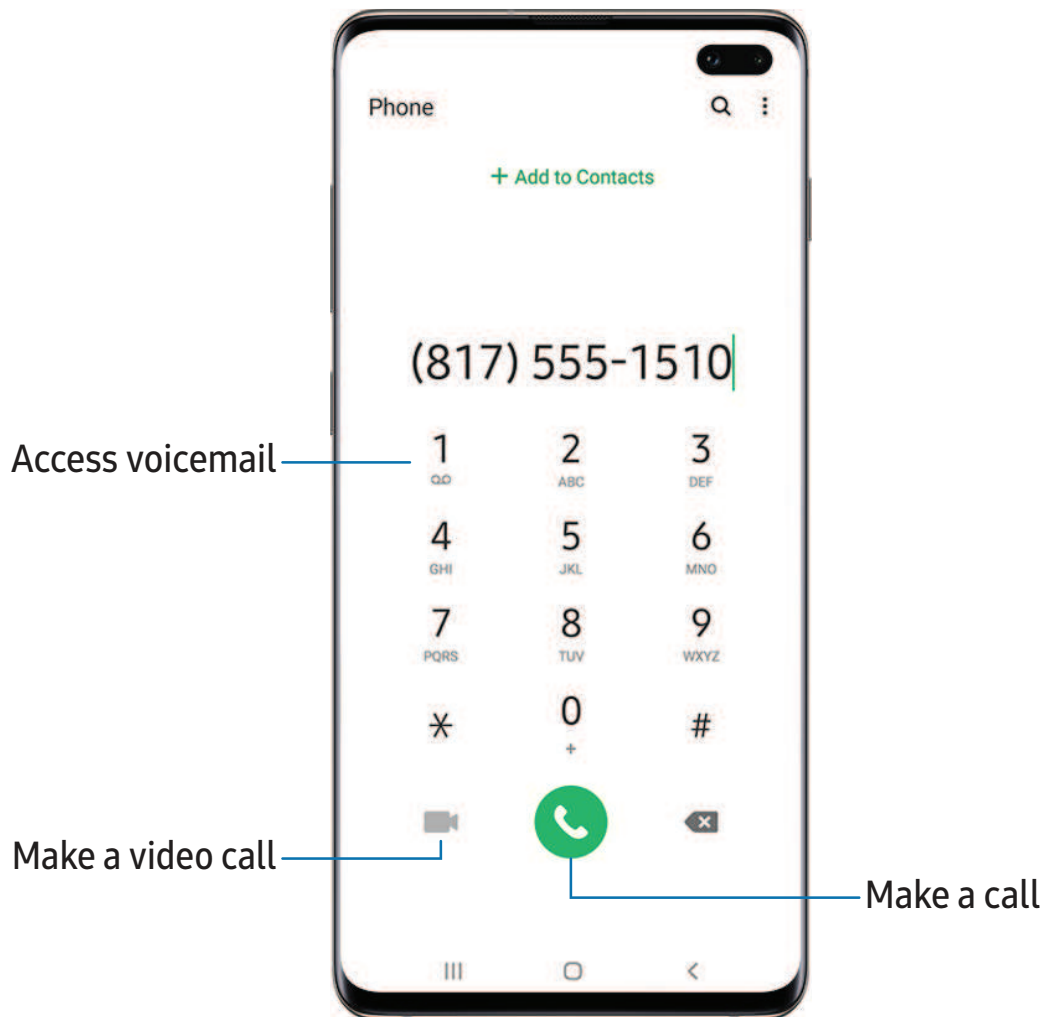 Phone
+ Add to Contacts
(817) 555-1510
Access voicemail
1 2 3
ABC DEF
4 5 6
GHI JKL MNO
7 8 9
PQRS TUV WXYZ
* 0 #
+
Make a video call
Make a call